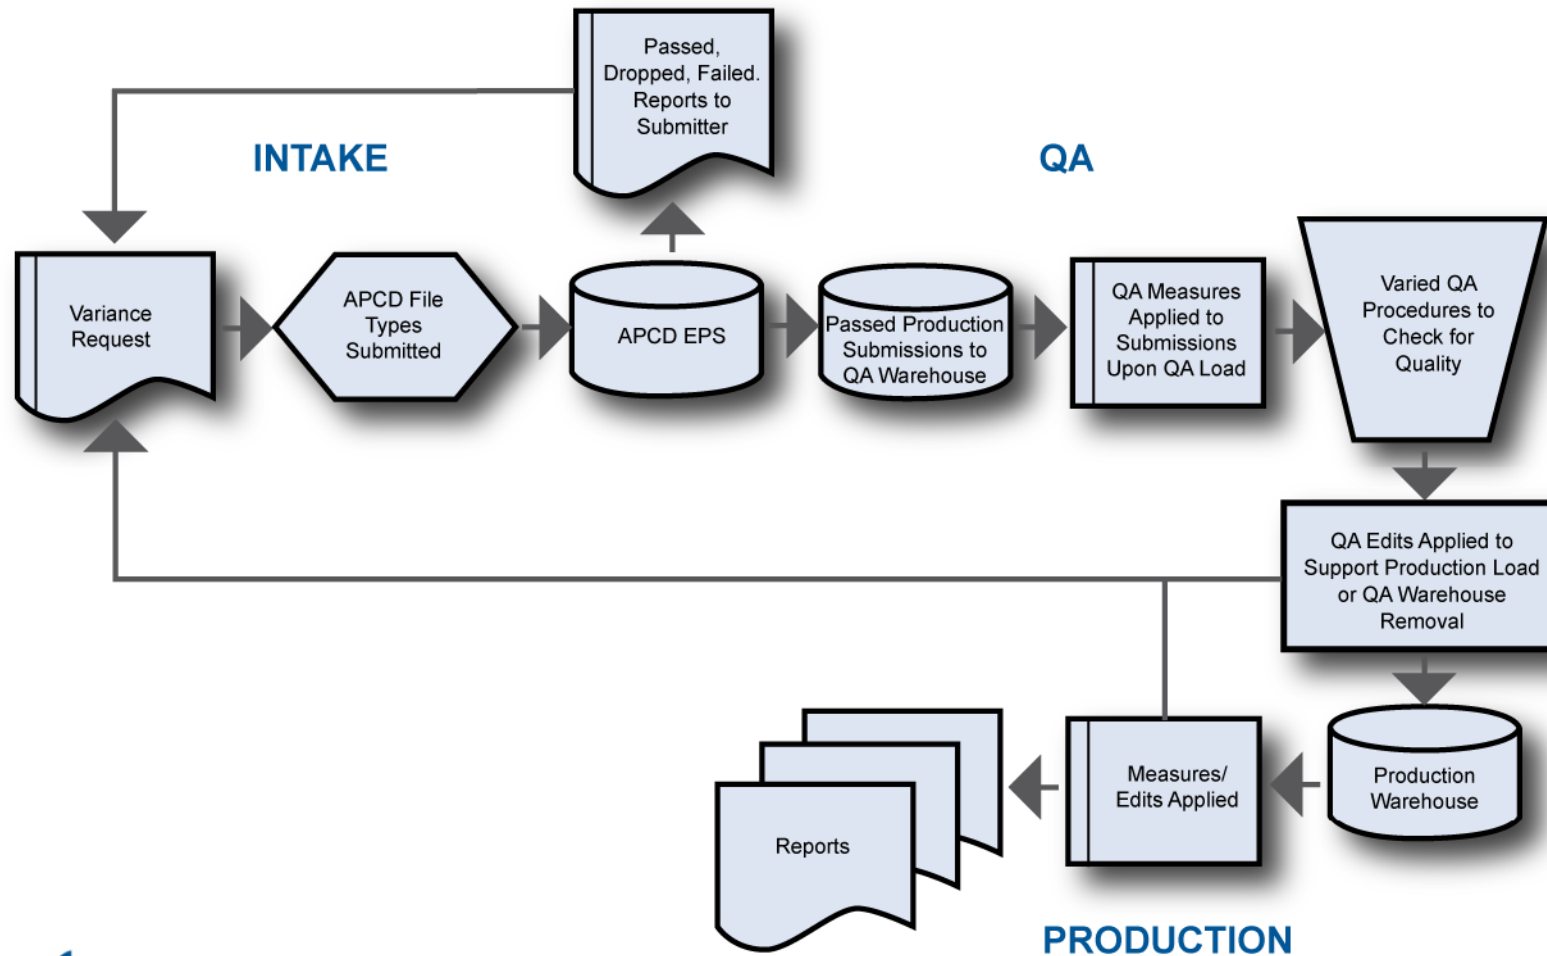 Passed,
Dropped, Failed.
Reports to
Submitter
INTAKE
QA
Variance
Request
APCD File
Types
Submitted
APCD EPS
Passed Production
Submissions to
QA Warehouse
QA Measures
Applied to
Submissions
Upon QA Load
Varied QA
Procedures to
Check for
Quality
QA Edits Applied to
Support Production Load
or QA Warehouse
Removal
Production
Warehouse
Measures/
Edits Applied
Reports
PRODUCTION